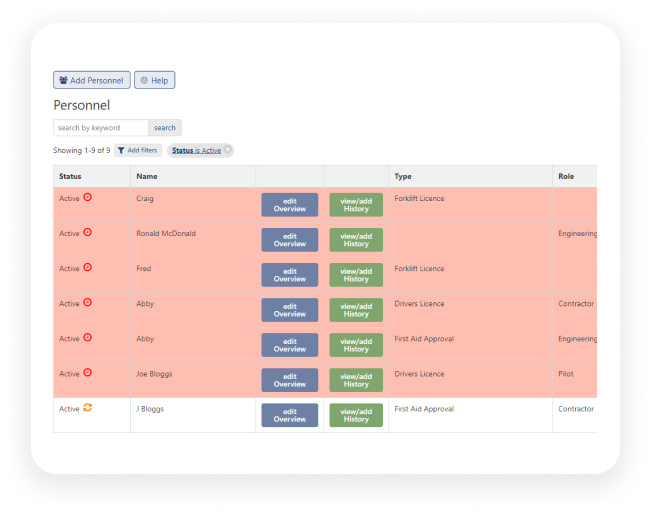 Add Personnel Help
Personnel
search by keyword search
Showing 1-9 of 9 Add filters Status is Active
Status Name Type Role
Active Craig edit Overview view/add History Forklift Licence
Active Ronald McDonald edit Overview view/add History Engineering
Active Fred edit Overview view/add History Forklift Licence
Active Abby edit Overview view/add History Drivers Licence Contractor
Active Abby edit Overview view/add History First Aid Approval Engineering
Active Joe Bloggs edit Overview view/add History Drivers Licence Pilot
Active J Bloggs edit Overview view/add History First Aid Approval Contractor